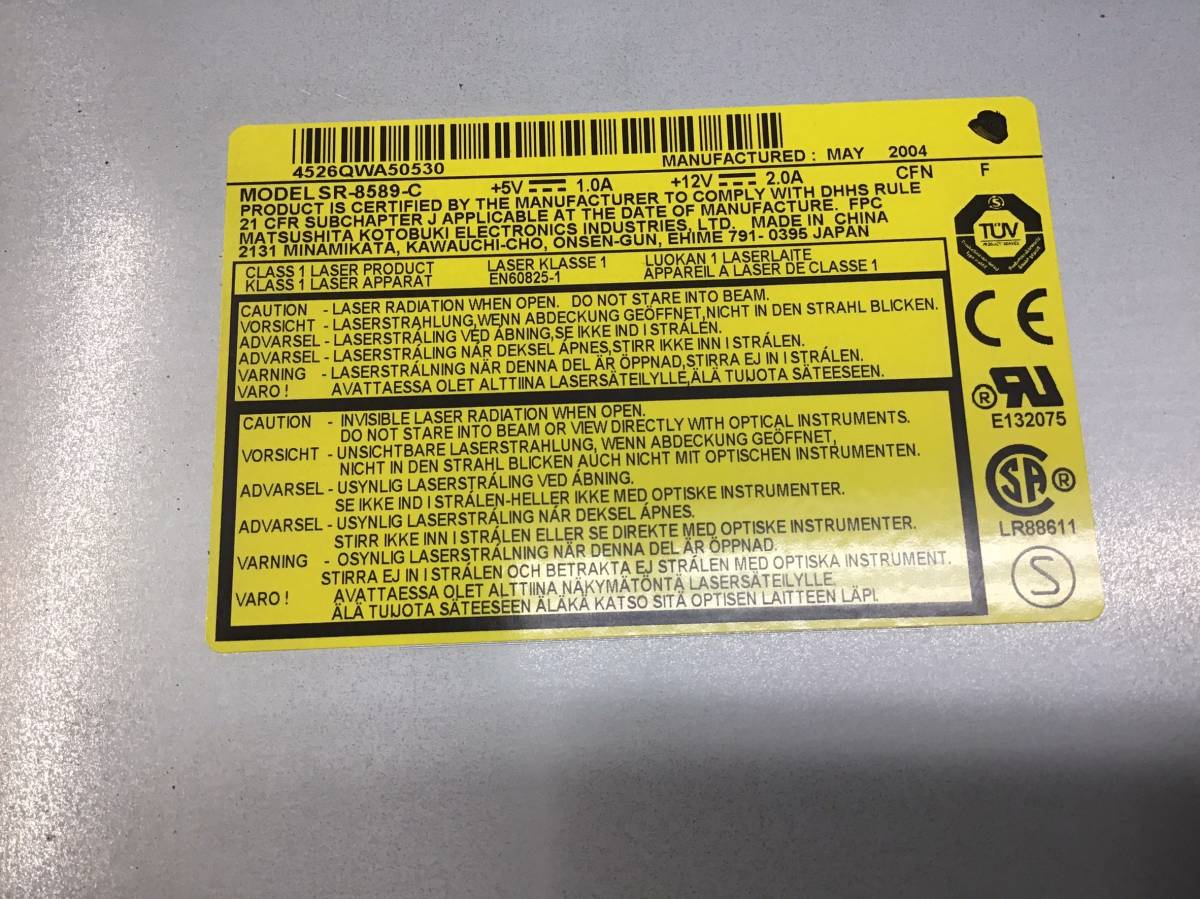 4526QWA50530
MANUFACTURED : MAY 2004
MODEL SR-8589-C +5V 1.0A +12V 2.0A CFN F
PRODUCT IS CERTIFIED BY THE MANUFACTURER TO COMPLY WITH DHHS RULE
21 CFR SUBCHAPTER J APPLICABLE AT THE DATE OF MANUFACTURE. FPC
MATSUSHITA KOTOBUKI ELECTRONICS INDUSTRIES, LTD. MADE IN CHINA
2131 MINAMIKATA, KAWAUCHI-CHO, ONSEN-GUN, EHIME 791-0395 JAPAN
CLASS 1 LASER PRODUCT LASER KLASSE 1 LUOKAN 1 LASERLAITE
KLASS 1 LASER APPARAT EN60825-1 APPAREIL A LASER DE CLASSE 1
CAUTION - LASER RADIATION WHEN OPEN. DO NOT STARE INTO BEAM.
VORSICHT - LASERSTRAHLUNG,WENN ABDECKUNG GEÖFFNET,NICHT IN DEN STRAHL BLICKEN.
ADVARSEL - LASERSTRÅLING VED ÅBNING,SE IKKE IND I STRÅLEN.
ADVARSEL - LASERSTRÅLING NÅR DEKSEL ÅPNES,STIRR IKKE INN I STRÅLEN.
VARNING - LASERSTRÅLNING NÄR DENNA DEL ÄR ÖPPNAD,STIRRA EJ IN I STRÅLEN.
VARO ! AVATTAESSA OLET ALTTIINA LASERSÄTEILYLLE,ÄLÄ TUIJOTA SÄTEESEEN.
CAUTION - INVISIBLE LASER RADIATION WHEN OPEN.
DO NOT STARE INTO BEAM OR VIEW DIRECTLY WITH OPTICAL INSTRUMENTS.
VORSICHT - UNSICHTBARE LASERSTRAHLUNG, WENN ABDECKUNG GEÖFFNET,
NICHT IN DEN STRAHL BLICKEN AUCH NICHT MIT OPTISCHEN INSTRUMENTEN.
ADVARSEL - USYNLIG LASERSTRÅLING VED ÅBNING.
SE IKKE IND I STRÅLEN-HELLER IKKE MED OPTISKE INSTRUMENTER.
ADVARSEL - USYNLIG LASERSTRÅLING NÅR DEKSEL ÅPNES.
STIRR IKKE INN I STRÅLEN ELLER SE DIREKTE MED OPTISKE INSTRUMENTER.
VARNING - OSYNLIG LASERSTRÅLNING NÄR DENNA DEL ÄR ÖPPNAD.
STIRRA EJ IN I STRÅLEN OCH BETRAKTA EJ STRÅLEN MED OPTISKA INSTRUMENT.
VARO ! AVATTAESSA OLET ALTTIINA NÄKYMÄTÖNTÄ LASERSÄTEILYLLE
ÄLÄ TUIJOTA SÄTEESEEN ÄLÄKÄ KATSO SITÄ OPTISEN LAITTEEN LÄPI.
S
TÜV
PRODUCT SERVICE
CE
® RU
E132075
CSA ®
LR88611
S